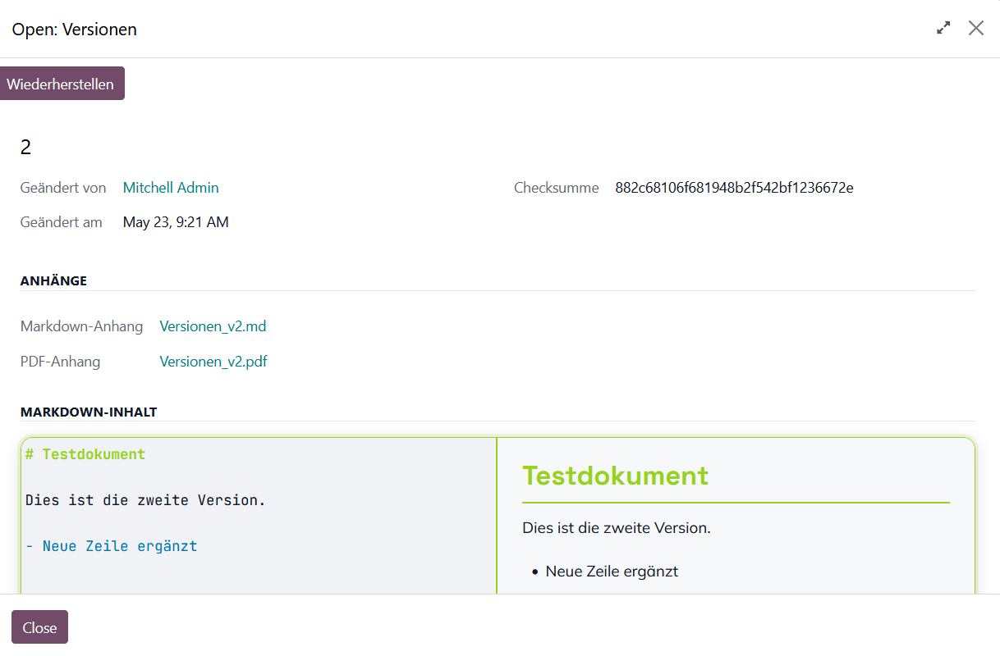 Open: Versionen
Wiederherstellen
2
Geändert von Mitchell Admin
Checksumme 882c68106f681948b2f542bf1236672e
Geändert am May 23, 9:21 AM
ANHÄNGE
Markdown-Anhang Versionen_v2.md
PDF-Anhang Versionen_v2.pdf
MARKDOWN-INHALT
# Testdokument
Dies ist die zweite Version.
- Neue Zeile ergänzt
Testdokument
Dies ist die zweite Version.
• Neue Zeile ergänzt
Close